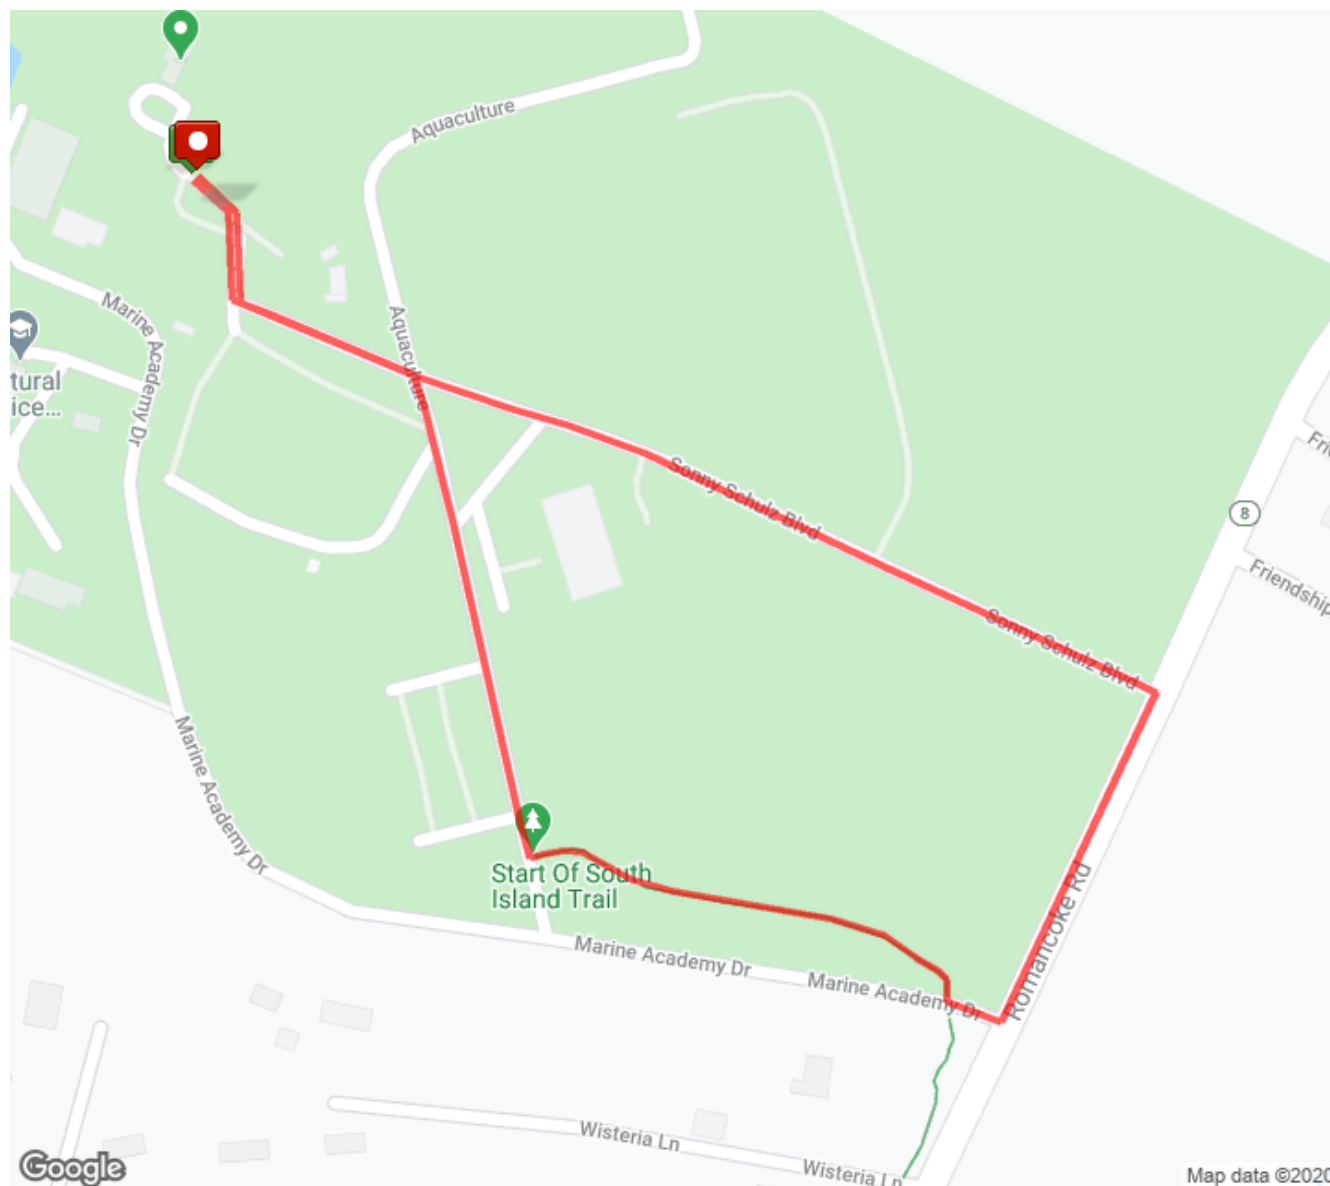 Aquaculture
Marine Academy Dr
Aquaculture
tural
ice...
Sonny Schulz Blvd
8
Friendship
Sonny Schulz Blvd
Marine Academy Dr
Start Of South
Island Trail
Romancoke Rd
Marine Academy Dr
Marine Academy Dr
Wisteria Ln
Wisteria Ln
Google
Map data ©2020